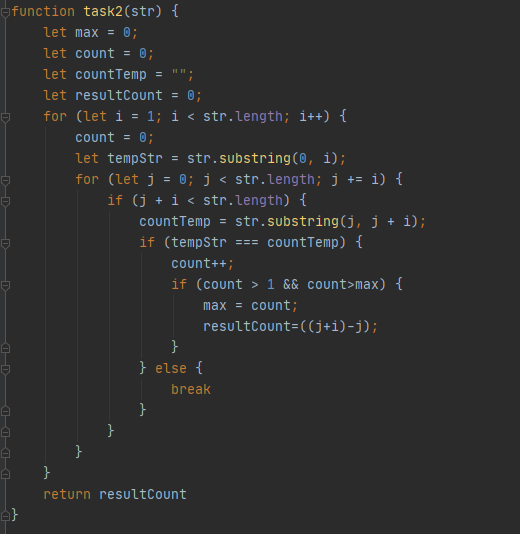 function task2(str) {
    let max = 0;
    let count = 0;
    let countTemp = "";
    let resultCount = 0;
    for (let i = 1; i < str.length; i++) {
        count = 0;
        let tempStr = str.substring(0, i);
        for (let j = 0; j < str.length; j += i) {
            if (j + i < str.length) {
                countTemp = str.substring(j, j + i);
                if (tempStr === countTemp) {
                    count++;
                    if (count > 1 && count>max) {
                        max = count;
                        resultCount=((j+i)-j);
                    }
                } else {
                    break
                }
            }
        }
    }
    return resultCount
}